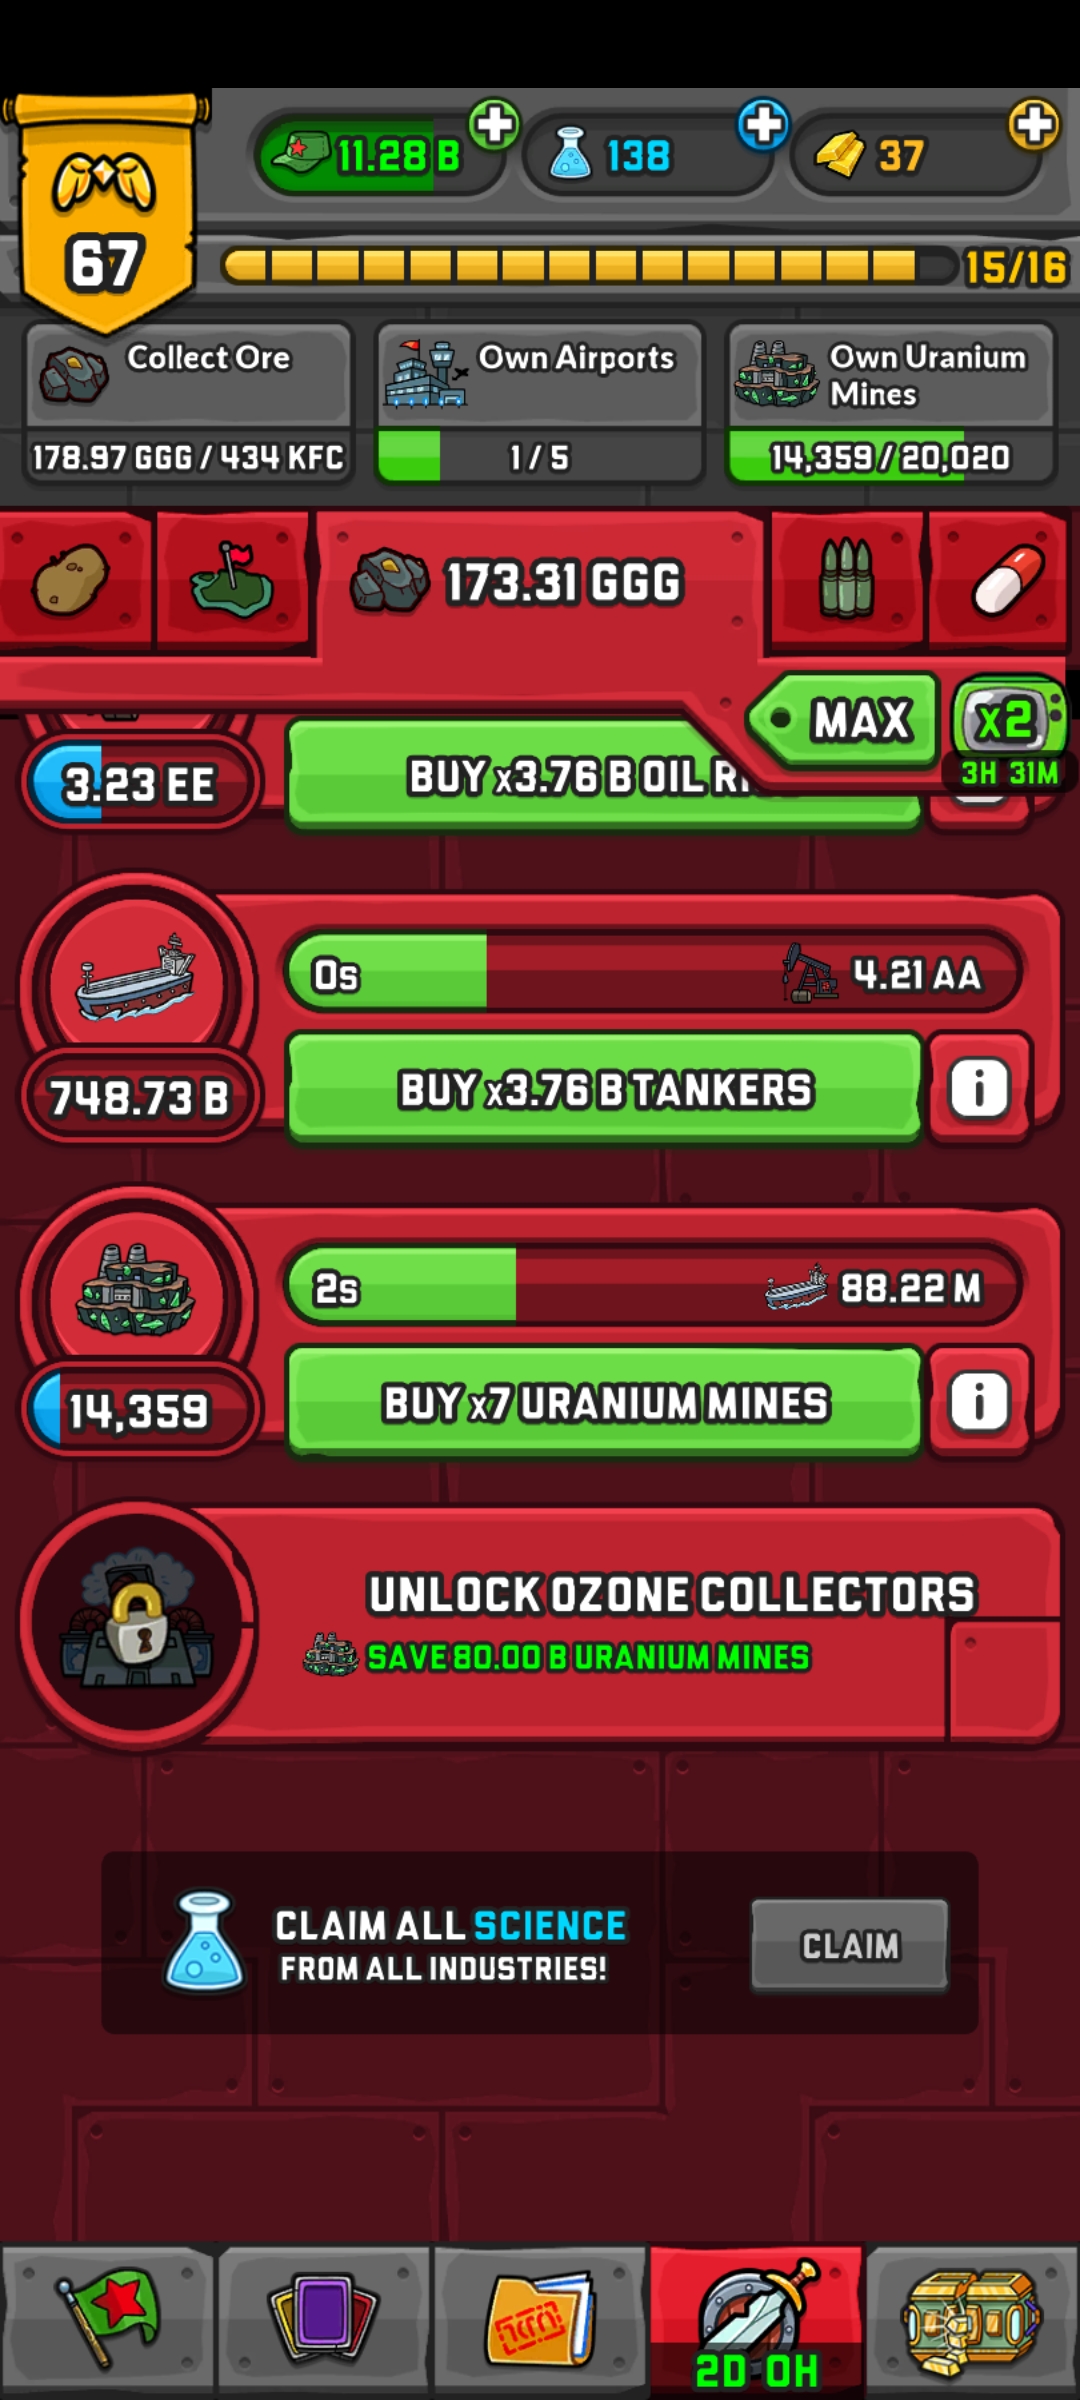 11.28 B
138
37
67
15/16
Collect Ore
178.97 GGG / 434 KFC
Own Airports
1 / 5
Own Uranium
Mines
14,359 / 20,020
173.31 GGG
MAX
x2
3H 31M
3.23 EE
BUY x3.76 B OIL
0s
4.21 AA
748.73 B
BUY x3.76 B TANKERS
i
2s
88.22 M
14,359
BUY x7 URANIUM MINES
i
UNLOCK OZONE COLLECTORS
SAVE 80.00 B URANIUM MINES
CLAIM ALL SCIENCE
FROM ALL INDUSTRIES!
CLAIM
2D 0H